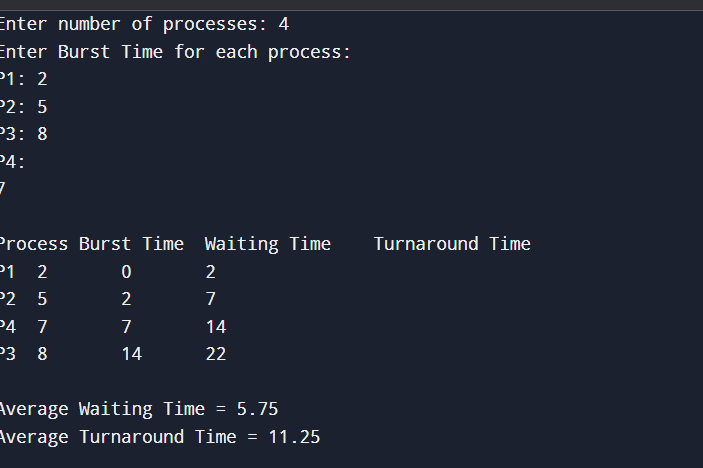 Enter number of processes: 4
Enter Burst Time for each process:
P1: 2
P2: 5
P3: 8
P4:
7
Process Burst Time Waiting Time Turnaround Time
P1 2 0 2
P2 5 2 7
P4 7 7 14
P3 8 14 22
Average Waiting Time = 5.75
Average Turnaround Time = 11.25